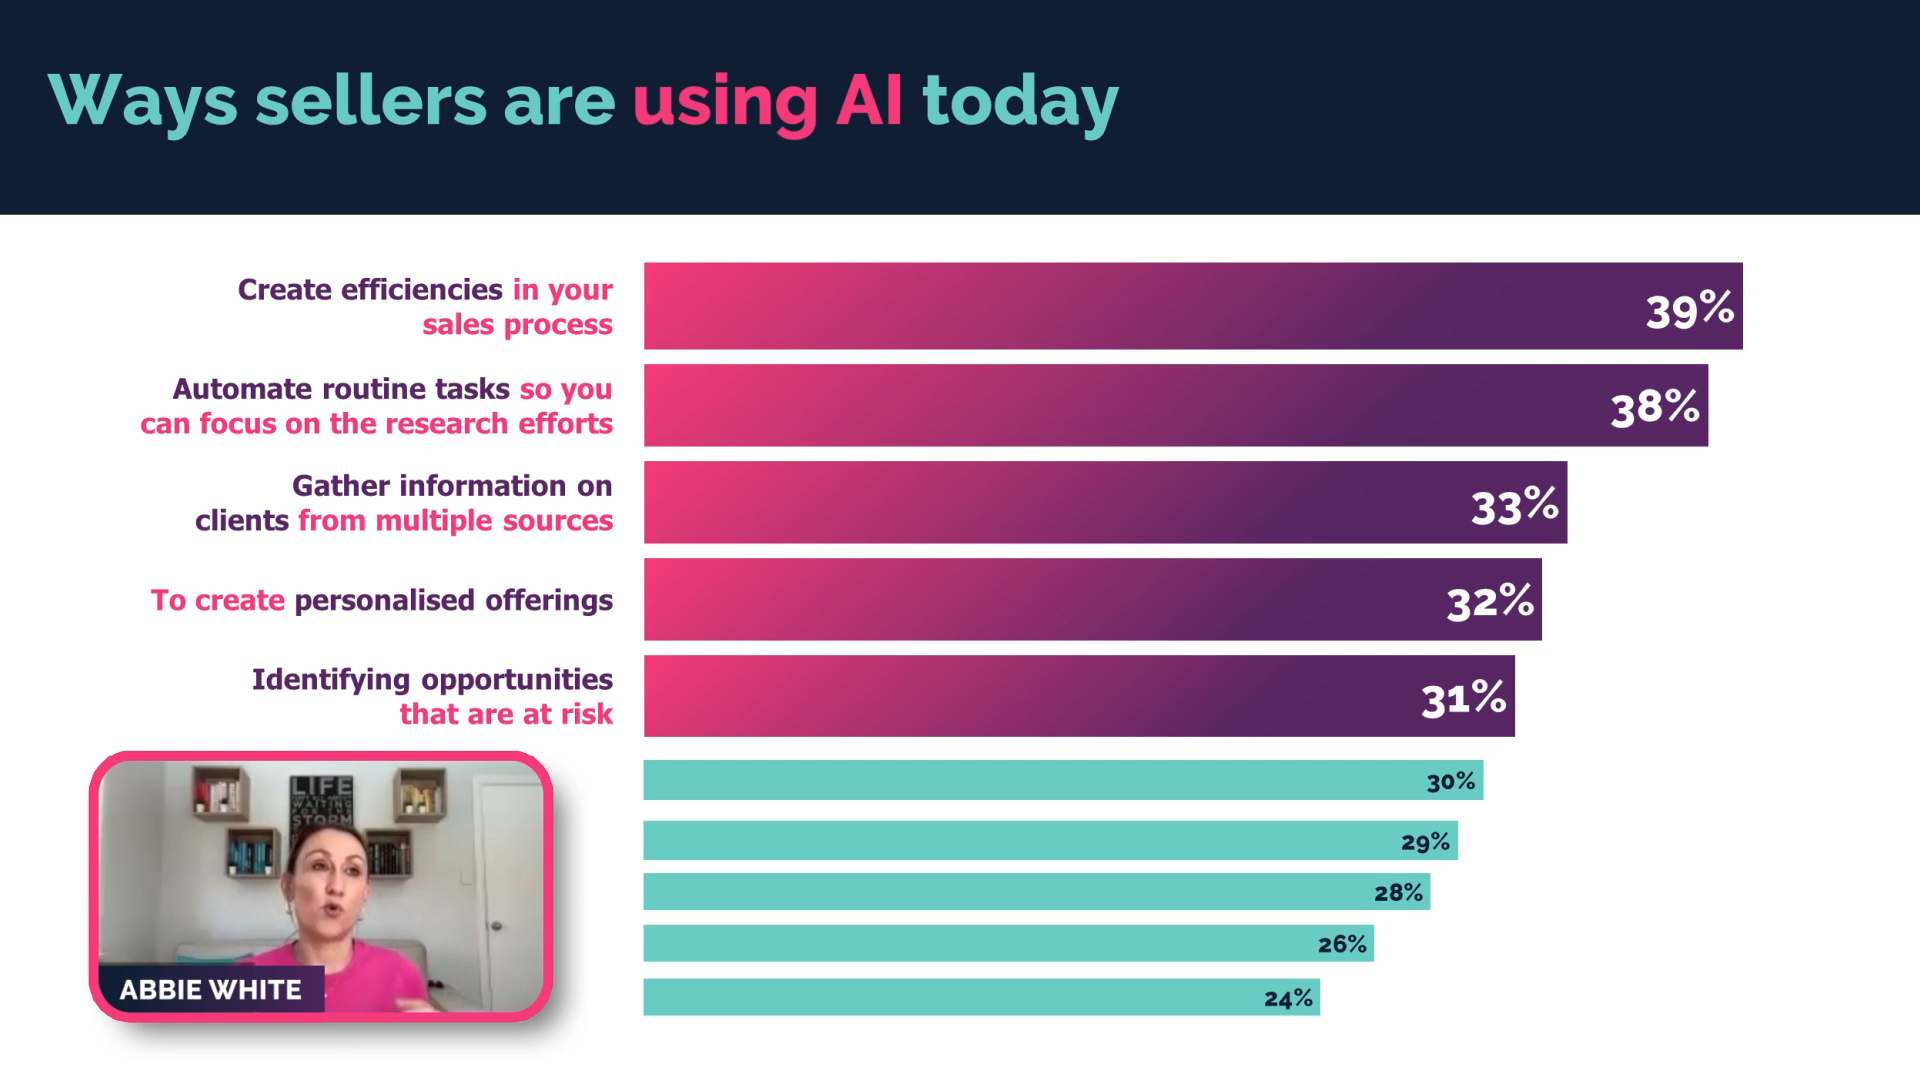 Ways sellers are using AI today
Create efficiencies in your
sales process
39%
Automate routine tasks so you
can focus on the research efforts
38%
Gather information on
clients from multiple sources
33%
To create personalised offerings
32%
Identifying opportunities
that are at risk
31%
30%
29%
28%
26%
24%
LIFE
WAITING
STORM
ABBIE WHITE